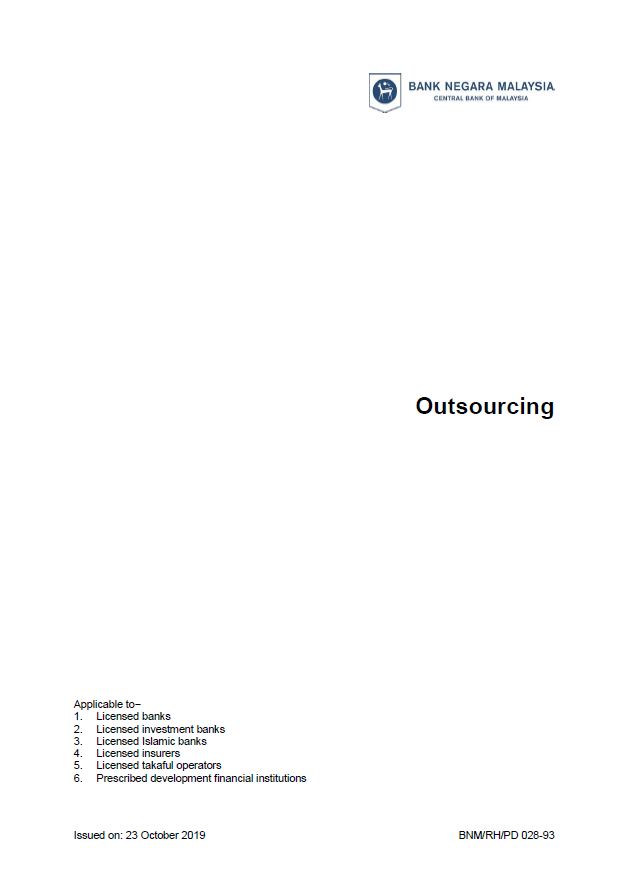 BANK NEGARA MALAYSIA
CENTRAL BANK OF MALAYSIA
Outsourcing
Applicable to–
1. Licensed banks
2. Licensed investment banks
3. Licensed Islamic banks
4. Licensed insurers
5. Licensed takaful operators
6. Prescribed development financial institutions
Issued on: 23 October 2019 BNM/RH/PD 028-93